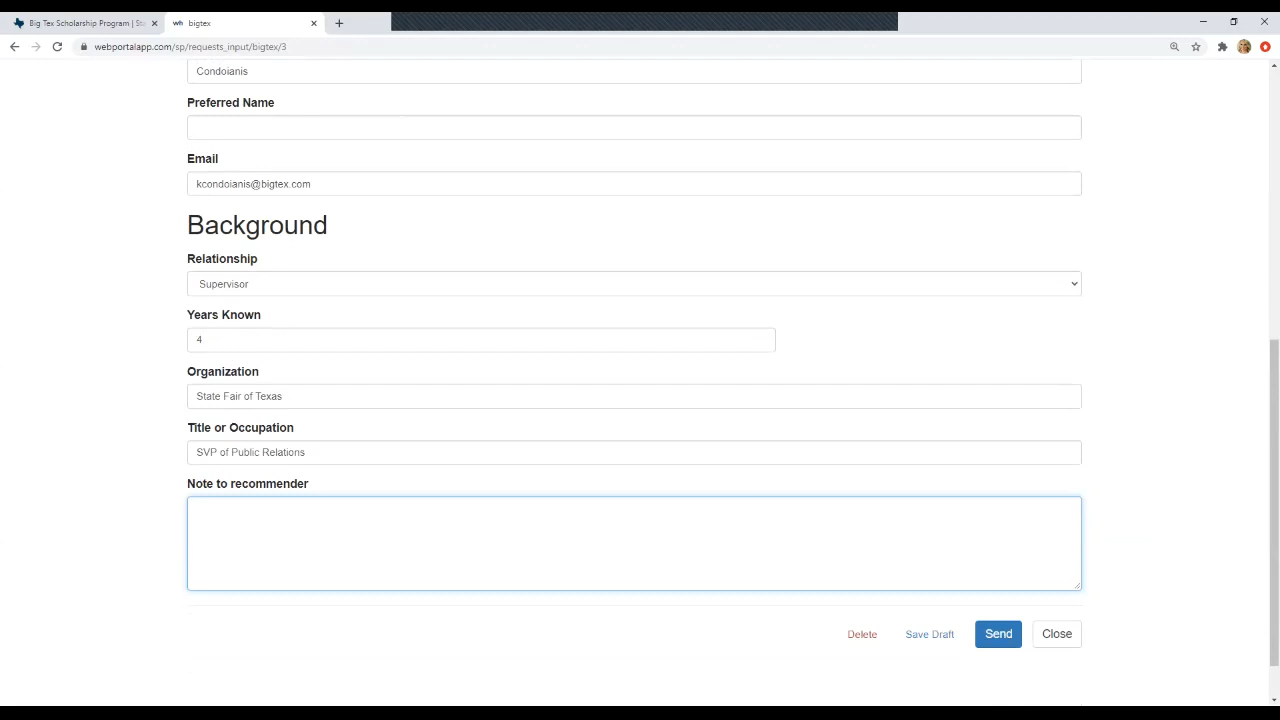 Big Tex Scholarship Program | Sta
wh bigtex
webportalapp.com/sp/requests_input/bigtex/3
Condoianis
Preferred Name
Email
kcondoianis@bigtex.com
Background
Relationship
Supervisor
Years Known
4
Organization
State Fair of Texas
Title or Occupation
SVP of Public Relations
Note to recommender
Delete Save Draft Send Close